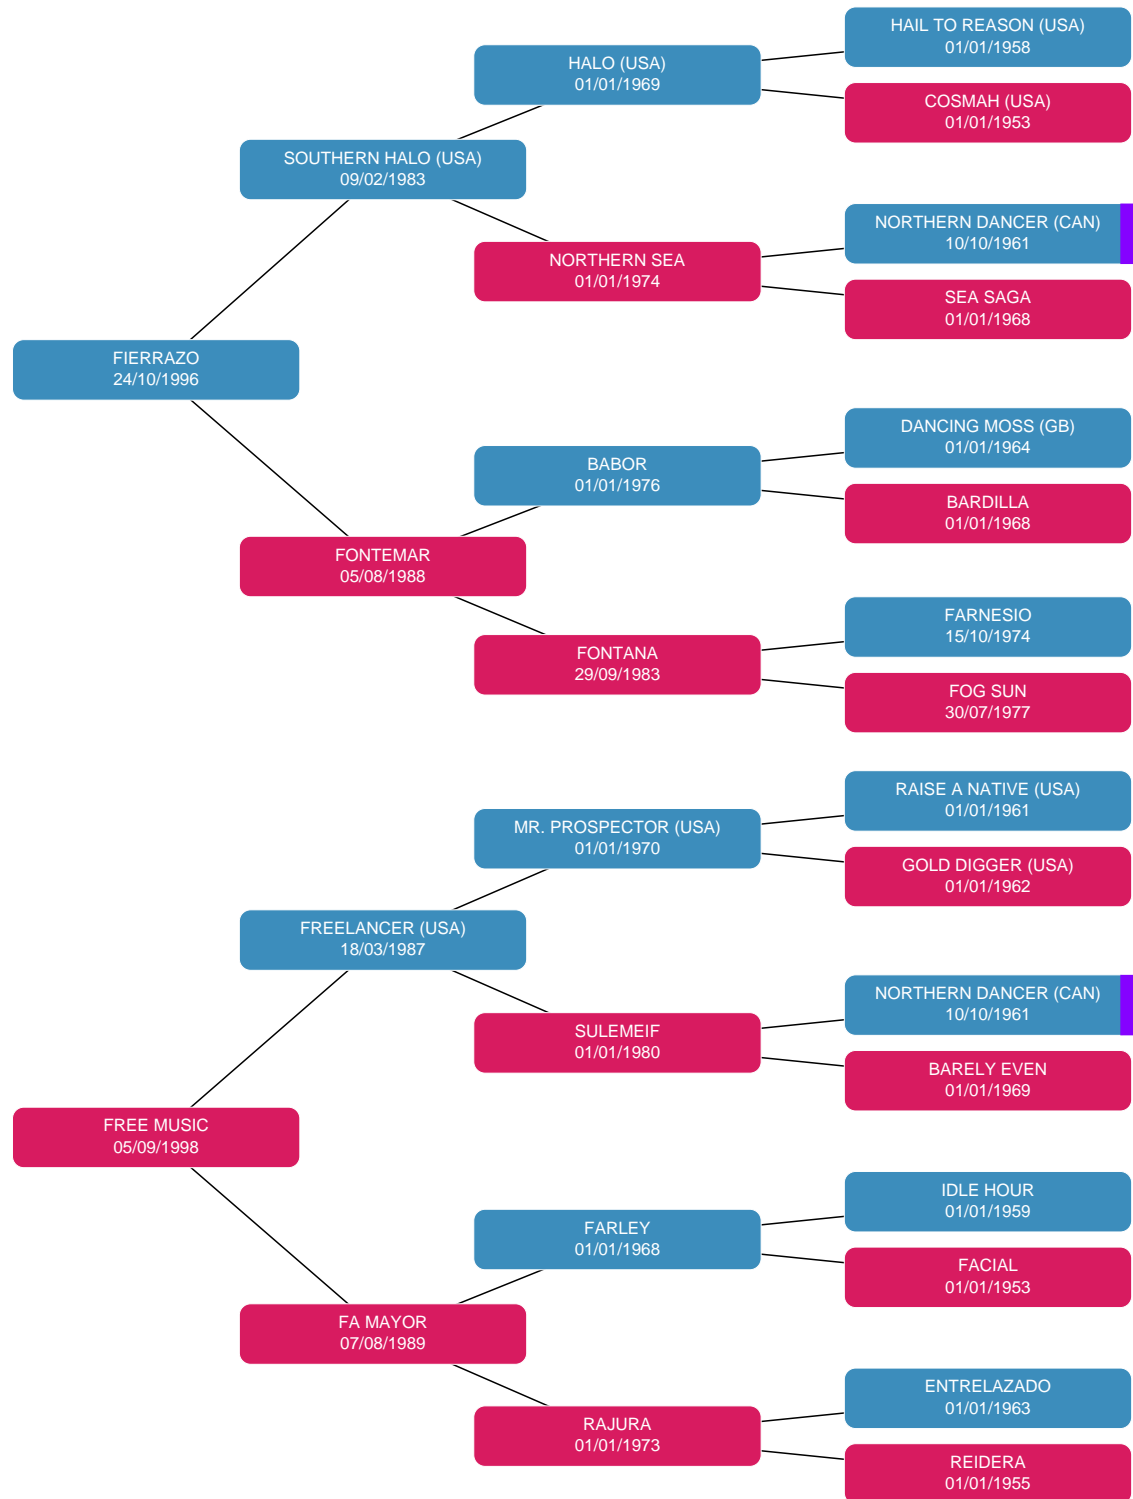 HAIL TO REASON (USA)
01/01/1958
HALO (USA)
01/01/1969
COSMAH (USA)
01/01/1953
SOUTHERN HALO (USA)
09/02/1983
NORTHERN DANCER (CAN)
10/10/1961
NORTHERN SEA
01/01/1974
SEA SAGA
01/01/1968
FIERRAZO
24/10/1996
DANCING MOSS (GB)
01/01/1964
BABOR
01/01/1976
BARDILLA
01/01/1968
FONTEMAR
05/08/1988
FARNESIO
15/10/1974
FONTANA
29/09/1983
FOG SUN
30/07/1977
RAISE A NATIVE (USA)
01/01/1961
MR. PROSPECTOR (USA)
01/01/1970
GOLD DIGGER (USA)
01/01/1962
FREELANCER (USA)
18/03/1987
NORTHERN DANCER (CAN)
10/10/1961
SULEMEIF
01/01/1980
BARELY EVEN
01/01/1969
FREE MUSIC
05/09/1998
IDLE HOUR
01/01/1959
FARLEY
01/01/1968
FACIAL
01/01/1953
FA MAYOR
07/08/1989
ENTRELAZADO
01/01/1963
RAJURA
01/01/1973
REIDERA
01/01/1955